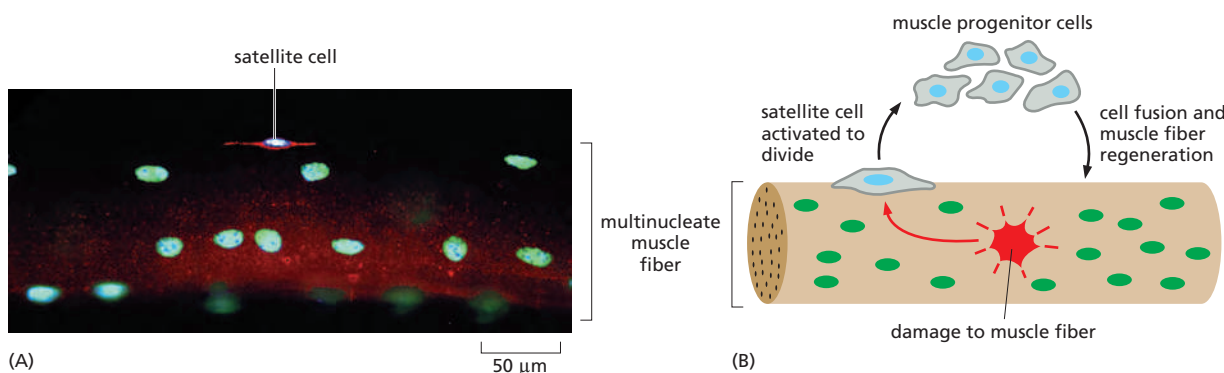 satellite cell
multinucleate
muscle
fiber
50 μm
(A)
muscle progenitor cells
satellite cell
activated to
divide
cell fusion and
muscle fiber
regeneration
damage to muscle fiber
(B)